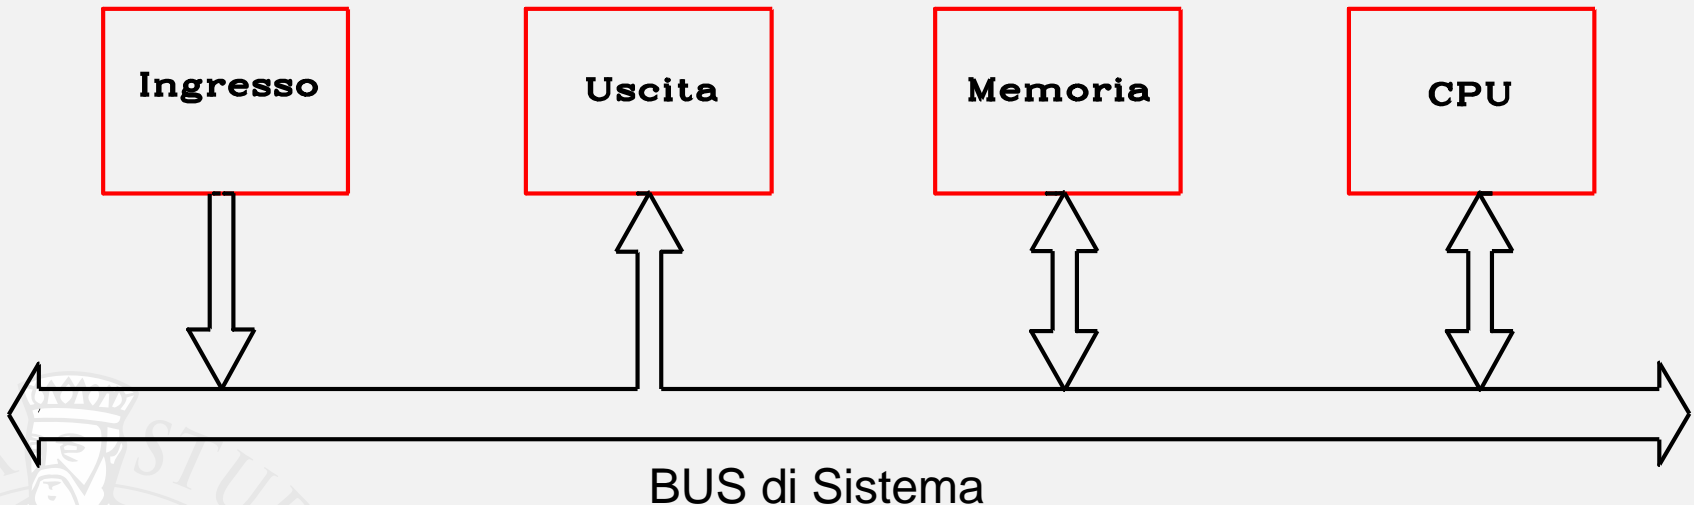 Ingresso
Uscita
Memoria
CPU
BUS di Sistema